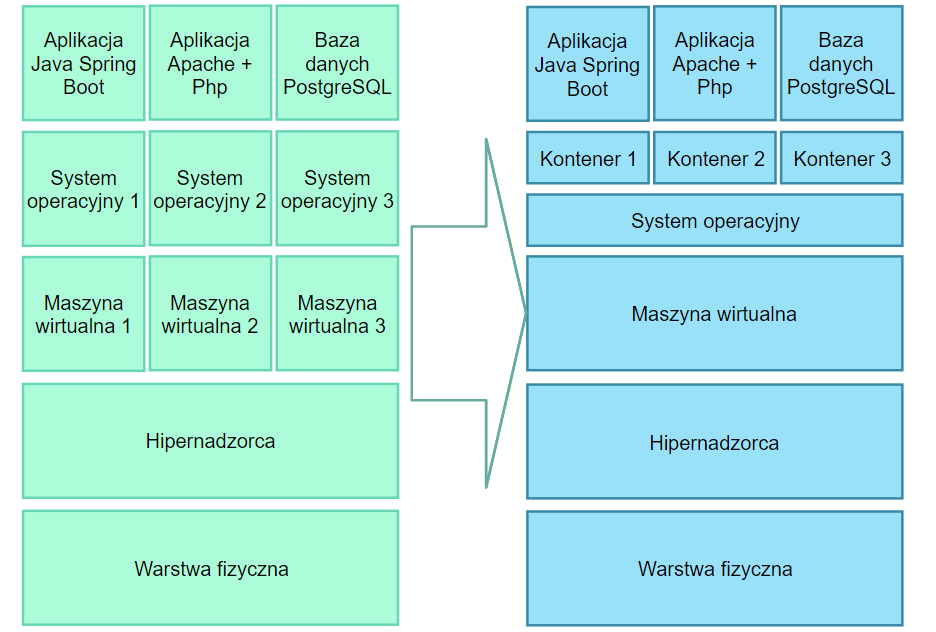 Aplikacja
Java Spring
Boot
Aplikacja
Apache +
Php
Baza
danych
PostgreSQL
System
operacyjny 1
System
operacyjny 2
System
operacyjny 3
Maszyna
wirtualna 1
Maszyna
wirtualna 2
Maszyna
wirtualna 3
Hipernadzorca
Warstwa fizyczna
Aplikacja
Java Spring
Boot
Aplikacja
Apache +
Php
Baza
danych
PostgreSQL
Kontener 1
Kontener 2
Kontener 3
System operacyjny
Maszyna wirtualna
Hipernadzorca
Warstwa fizyczna